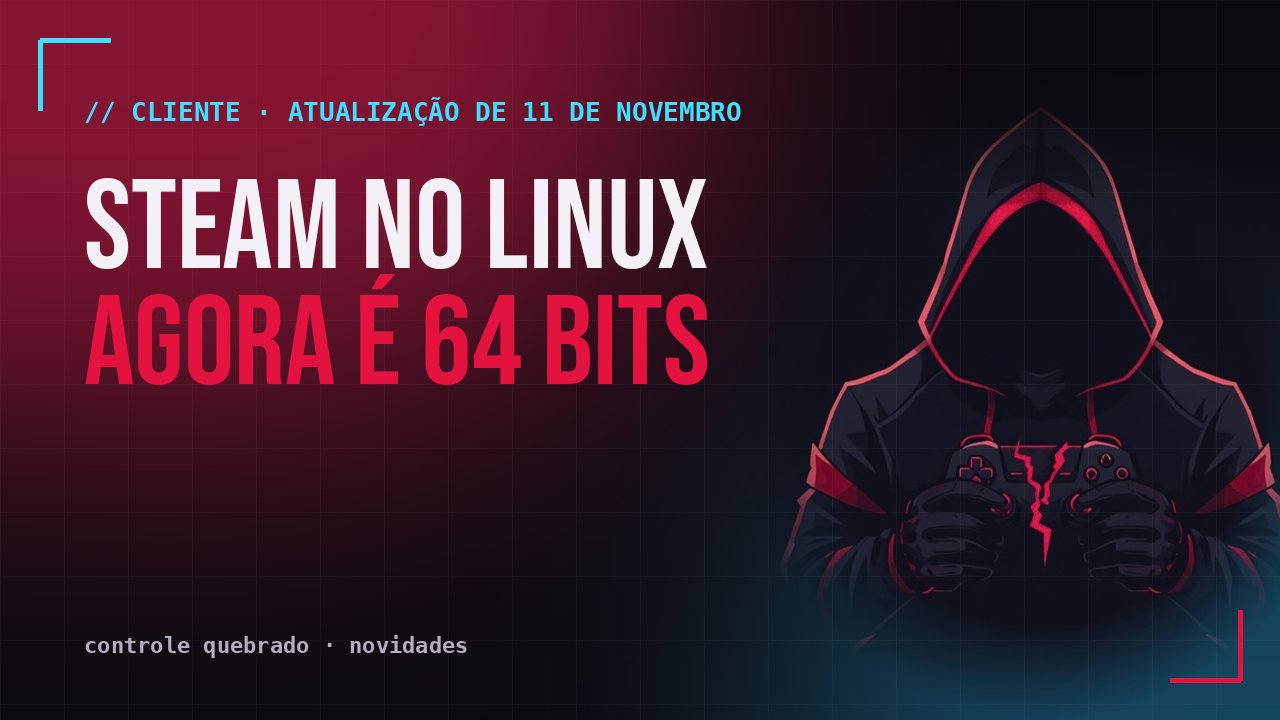 // CLIENTE · ATUALIZAÇÃO DE 11 DE NOVEMBRO
STEAM NO LINUX
AGORA É 64 BITS
controle quebrado · novidades